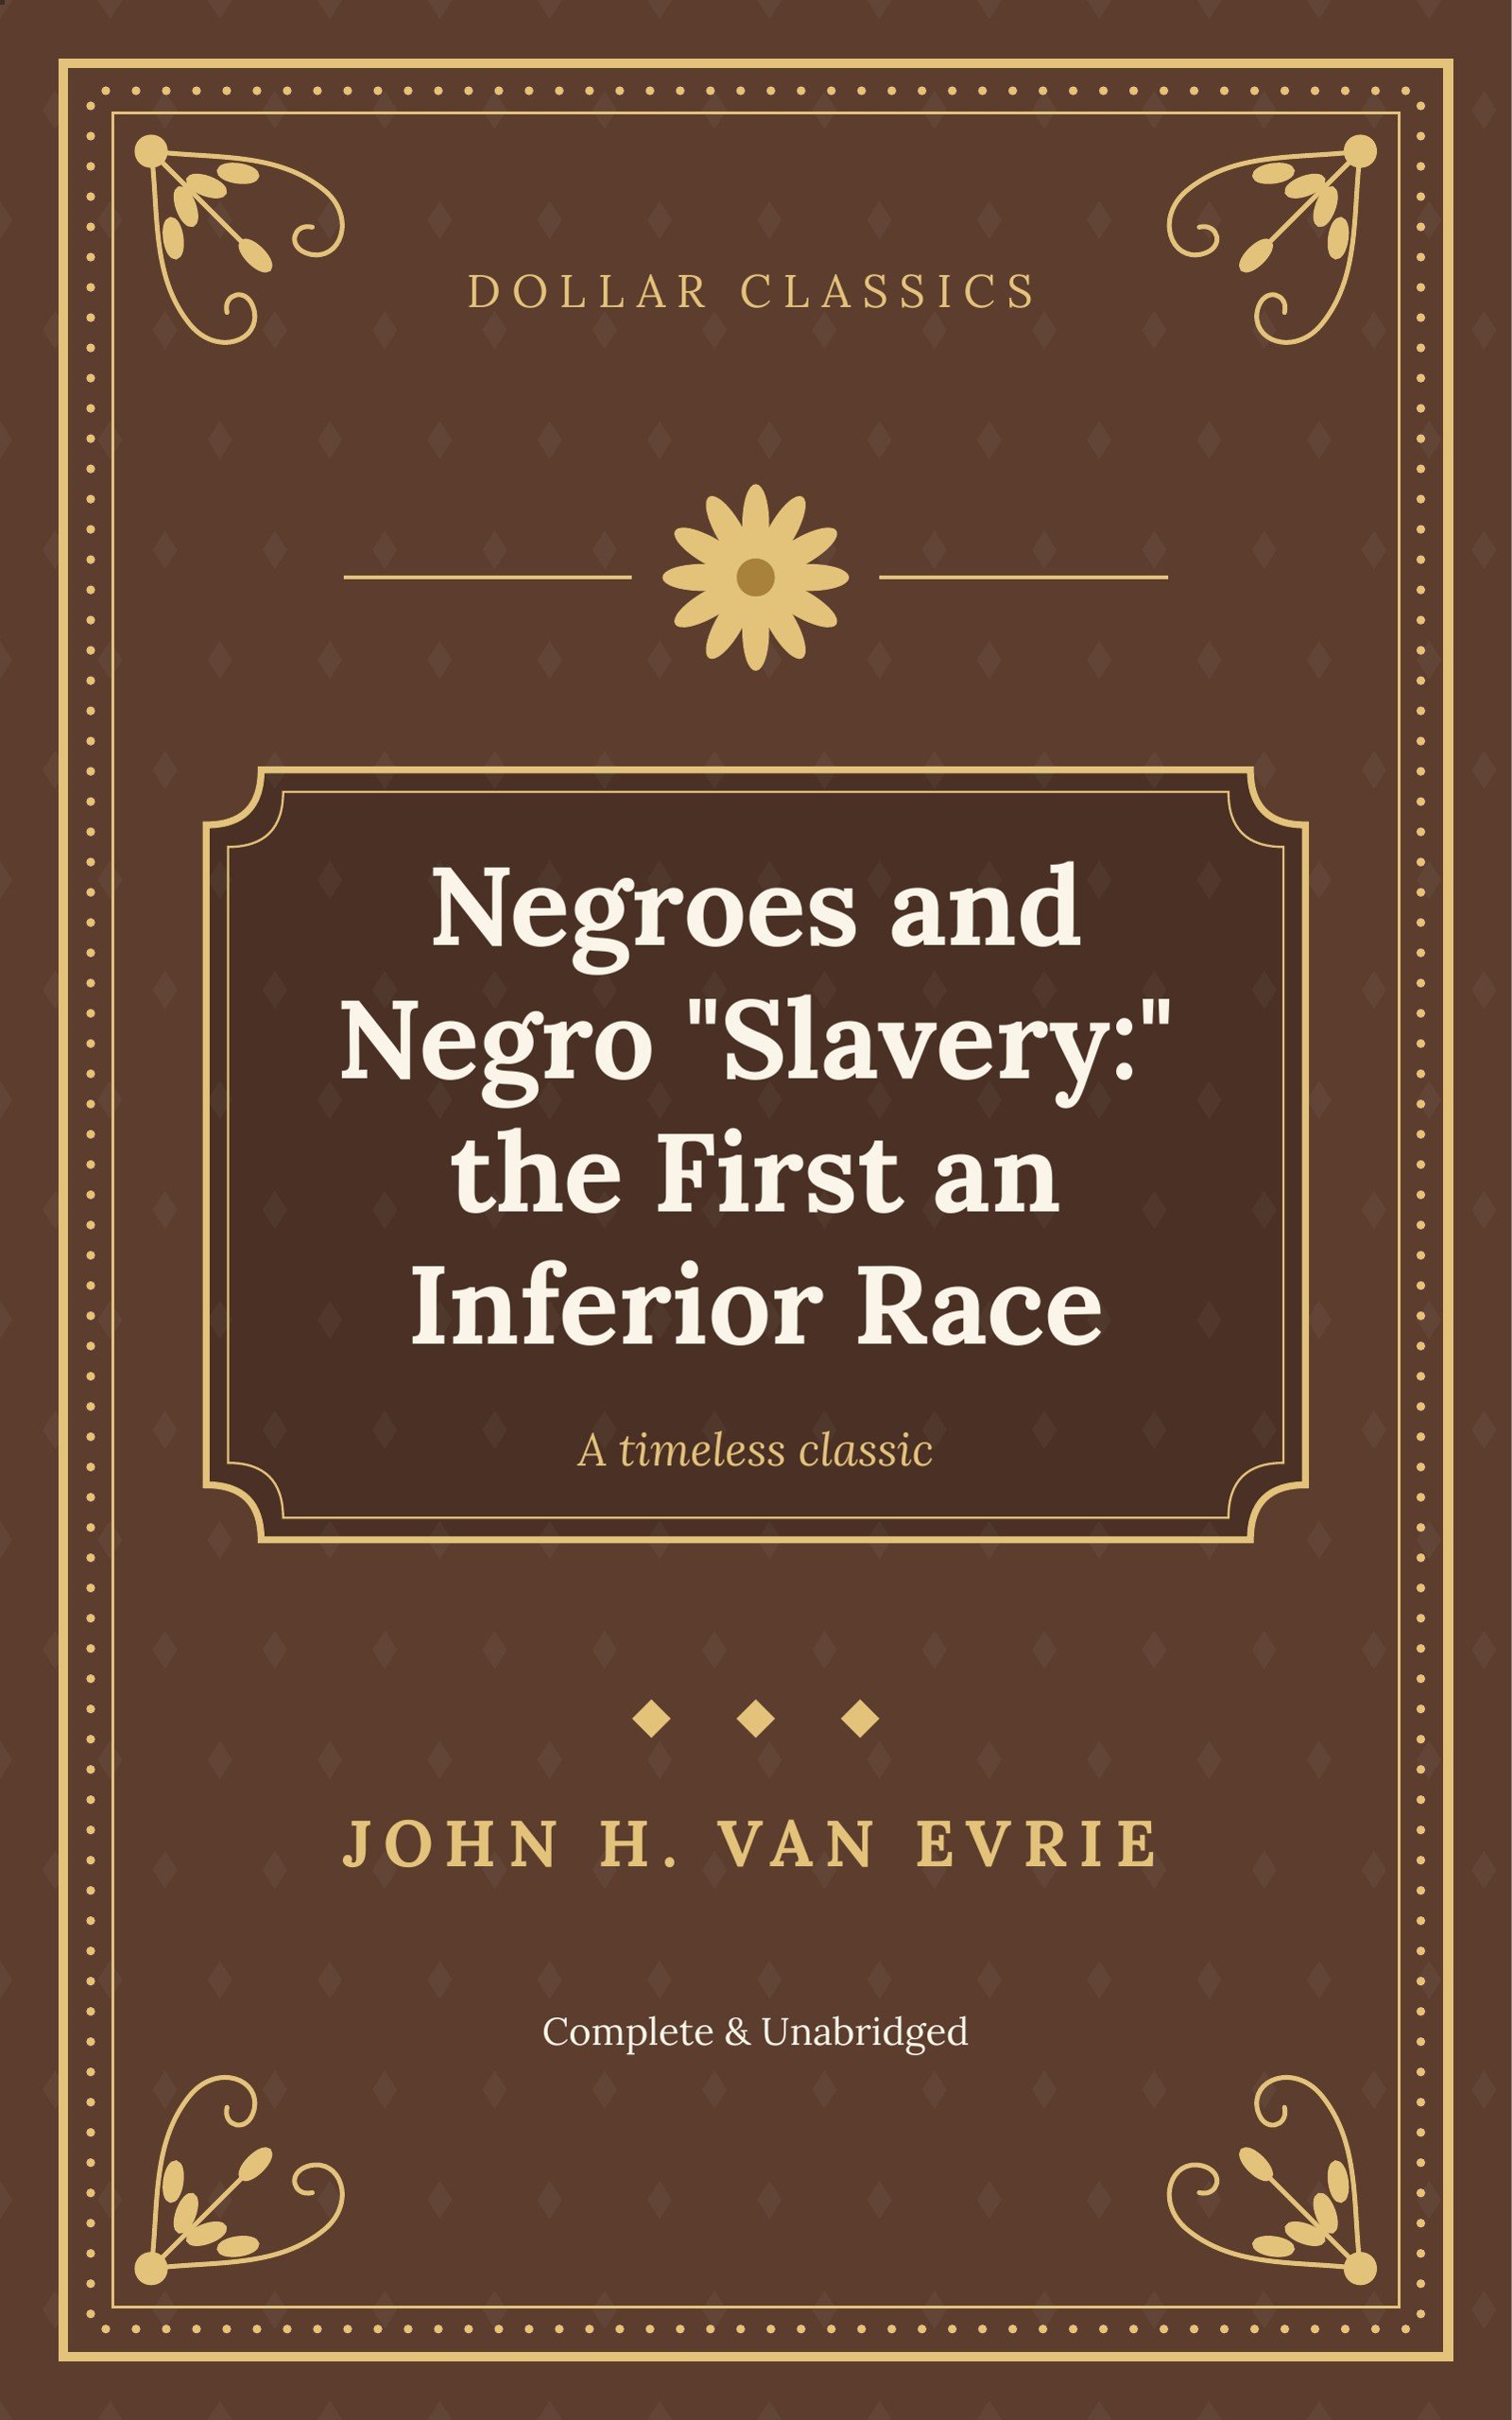 DOLLAR CLASSICS
Negroes and
Negro "Slavery:"
the First an
Inferior Race
A timeless classic
JOHN H. VAN EVRIE
Complete & Unabridged